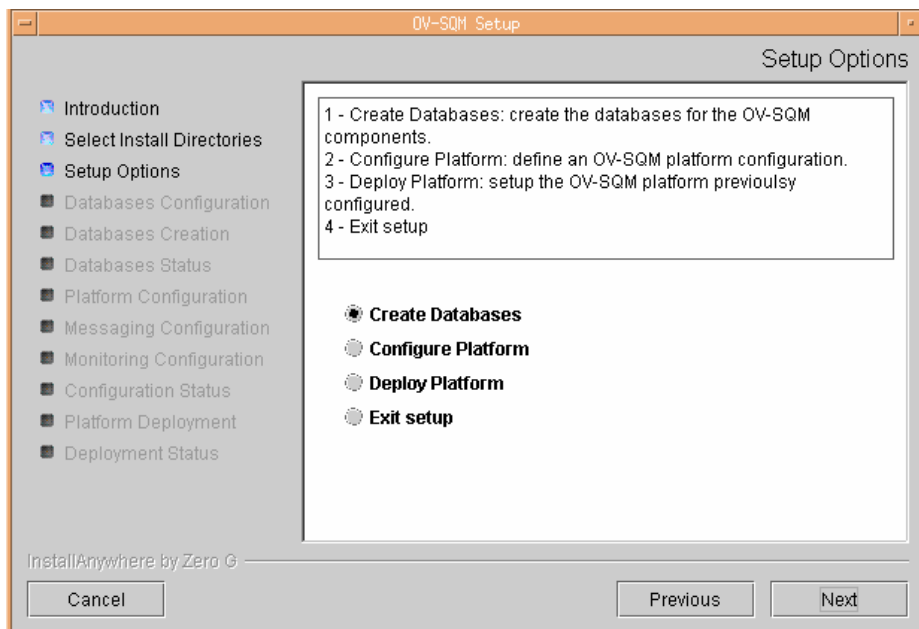 OV-SQM Setup
Setup Options
Introduction
Select Install Directories
Setup Options
Databases Configuration
Databases Creation
Databases Status
Platform Configuration
Messaging Configuration
Monitoring Configuration
Configuration Status
Platform Deployment
Deployment Status
1 - Create Databases: create the databases for the OV-SQM
components.
2 - Configure Platform: define an OV-SQM platform configuration.
3 - Deploy Platform: setup the OV-SQM platform previoulsy
configured.
4 - Exit setup
Create Databases
Configure Platform
Deploy Platform
Exit setup
InstallAnywhere by Zero G
Cancel
Previous
Next